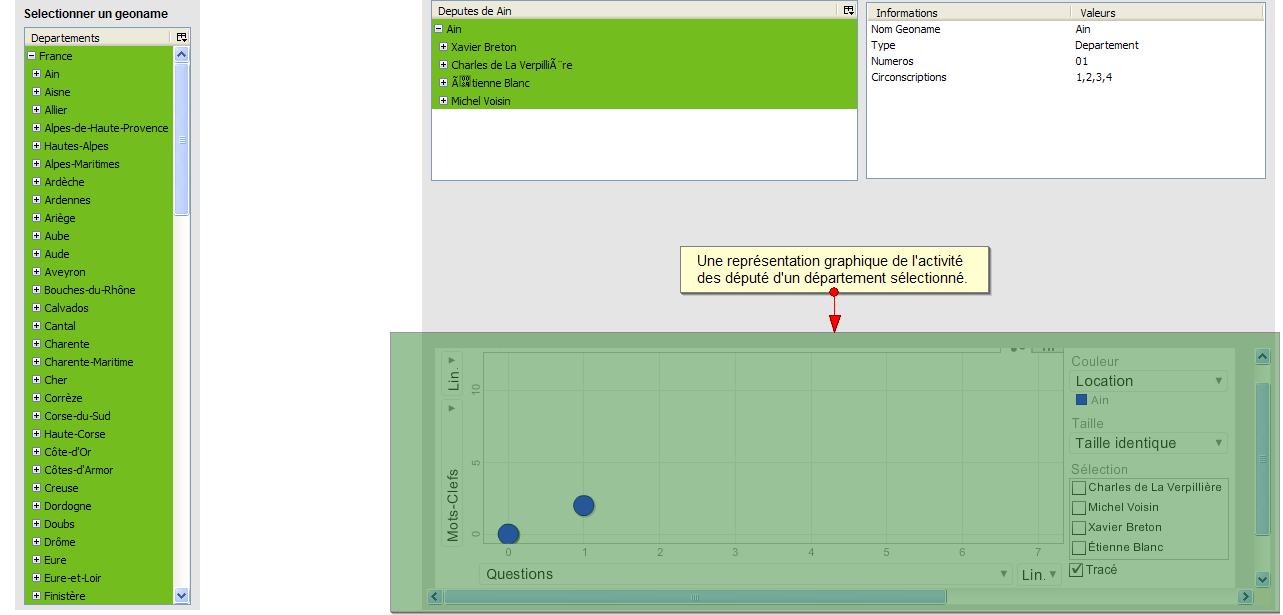 Selectionner un geoname
Departements
France
Ain
Aisne
Allier
Alpes-de-Haute-Provence
Hautes-Alpes
Alpes-Maritimes
Ardèche
Ardennes
Ariège
Aube
Aude
Aveyron
Bouches-du-Rhône
Calvados
Cantal
Charente
Charente-Maritime
Cher
Corrèze
Corse-du-Sud
Haute-Corse
Côte-d'Or
Côtes-d'Armor
Creuse
Dordogne
Doubs
Drôme
Eure
Eure-et-Loir
Finistère
Deputes de Ain
Ain
Xavier Breton
Charles de La VerpilliÃ¨re
Ãtienne Blanc
Michel Voisin
Informations Valeurs
Nom Geoname Ain
Type Departement
Numeros 01
Circonscriptions 1,2,3,4
Une représentation graphique de l'activité
des député d'un département sélectionné.
Lin.
Mots-Clefs
10
5
0
0 1 2 3 4 5 6 7
Questions Lin.
Couleur
Location
Ain
Taille
Taille identique
Sélection
Charles de La Verpillière
Michel Voisin
Xavier Breton
Étienne Blanc
Tracé